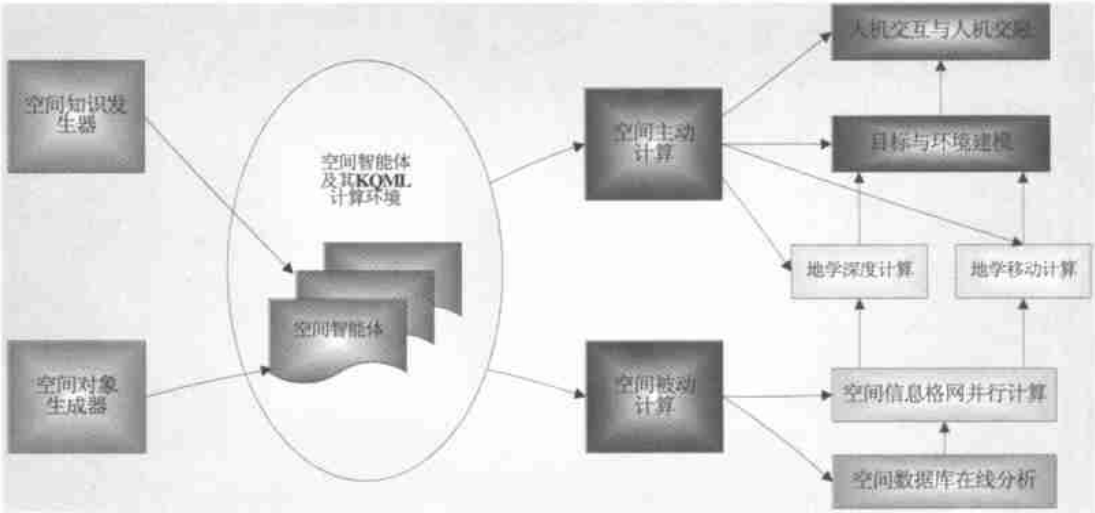 空间知识发
生器
空间对象
生成器
空间智能体
及其KQML
计算环境
空间智能体
空间主动
计算
空间被动
计算
人机交互与人机交融
目标与环境建模
地学深度计算
地学移动计算
空间信息格网并行计算
空间数据库在线分析